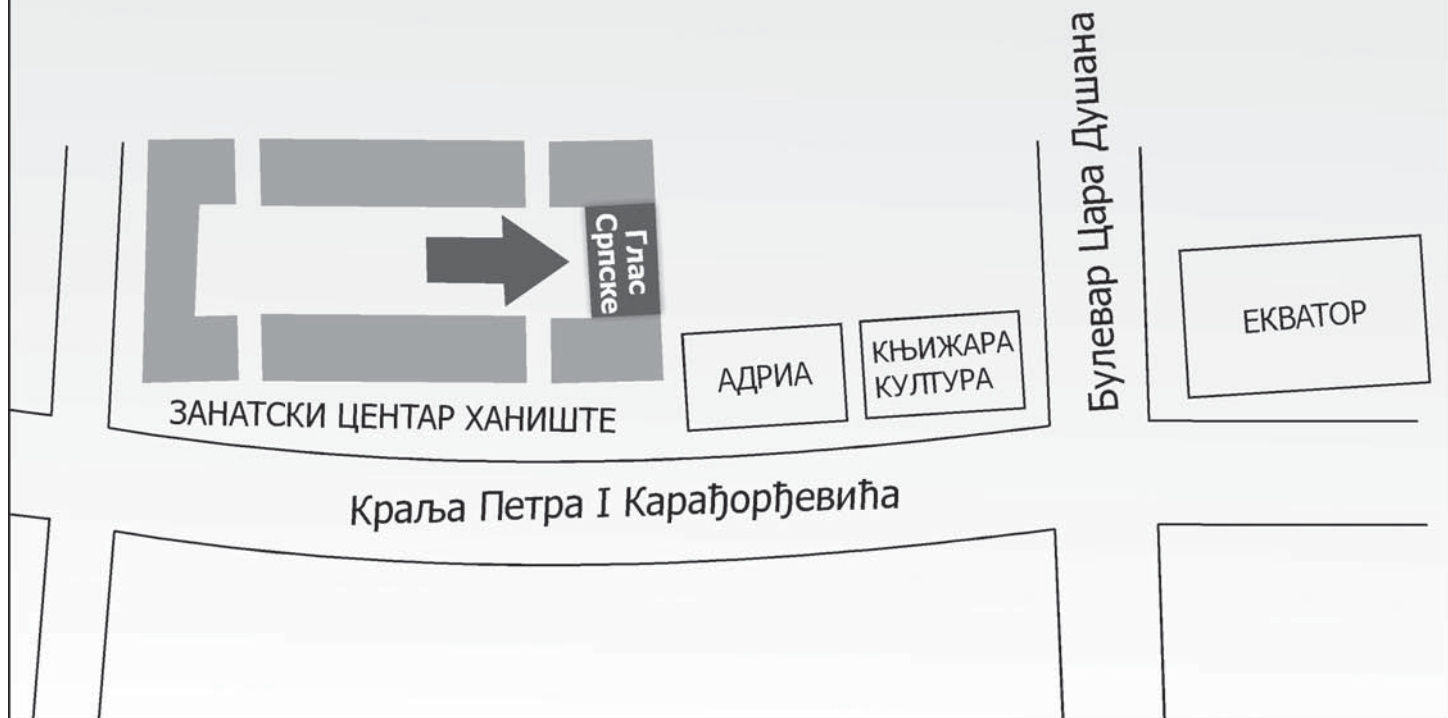 Булевар Цара Душана
Глас
Српске
ЕКВАТОР
КЊИЖАРА
КУЛТУРА
АДРИА
ЗАНАТСКИ ЦЕНТАР ХАНИШТЕ
Краља Петра I Карађорђевића